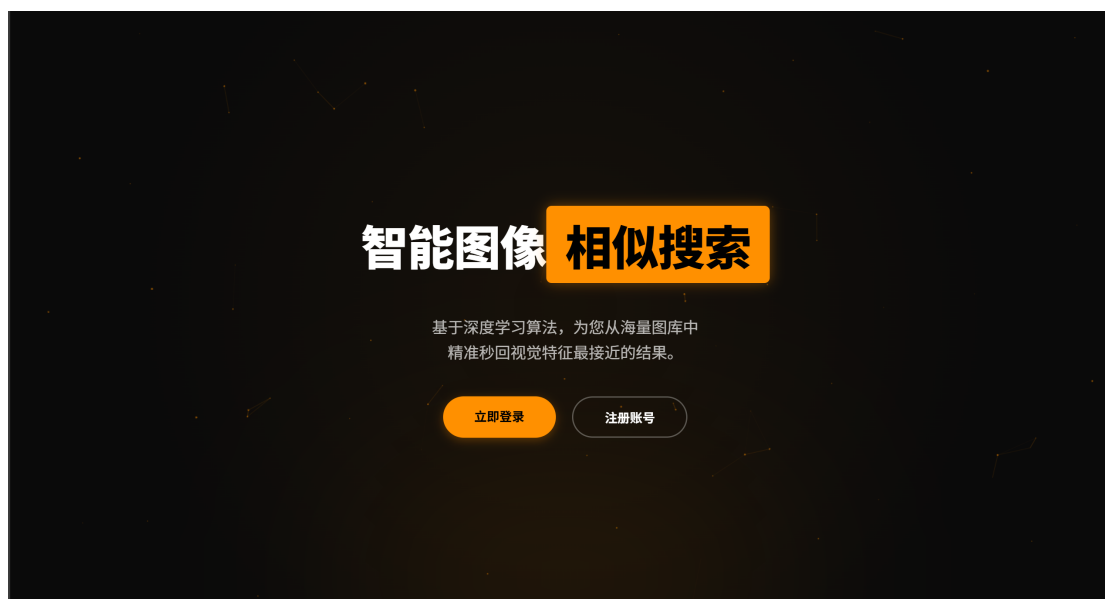 智能图像 相似搜索
基于深度学习算法，为您从海量图库中
精准秒回视觉特征最接近的结果。
立即登录 注册账号